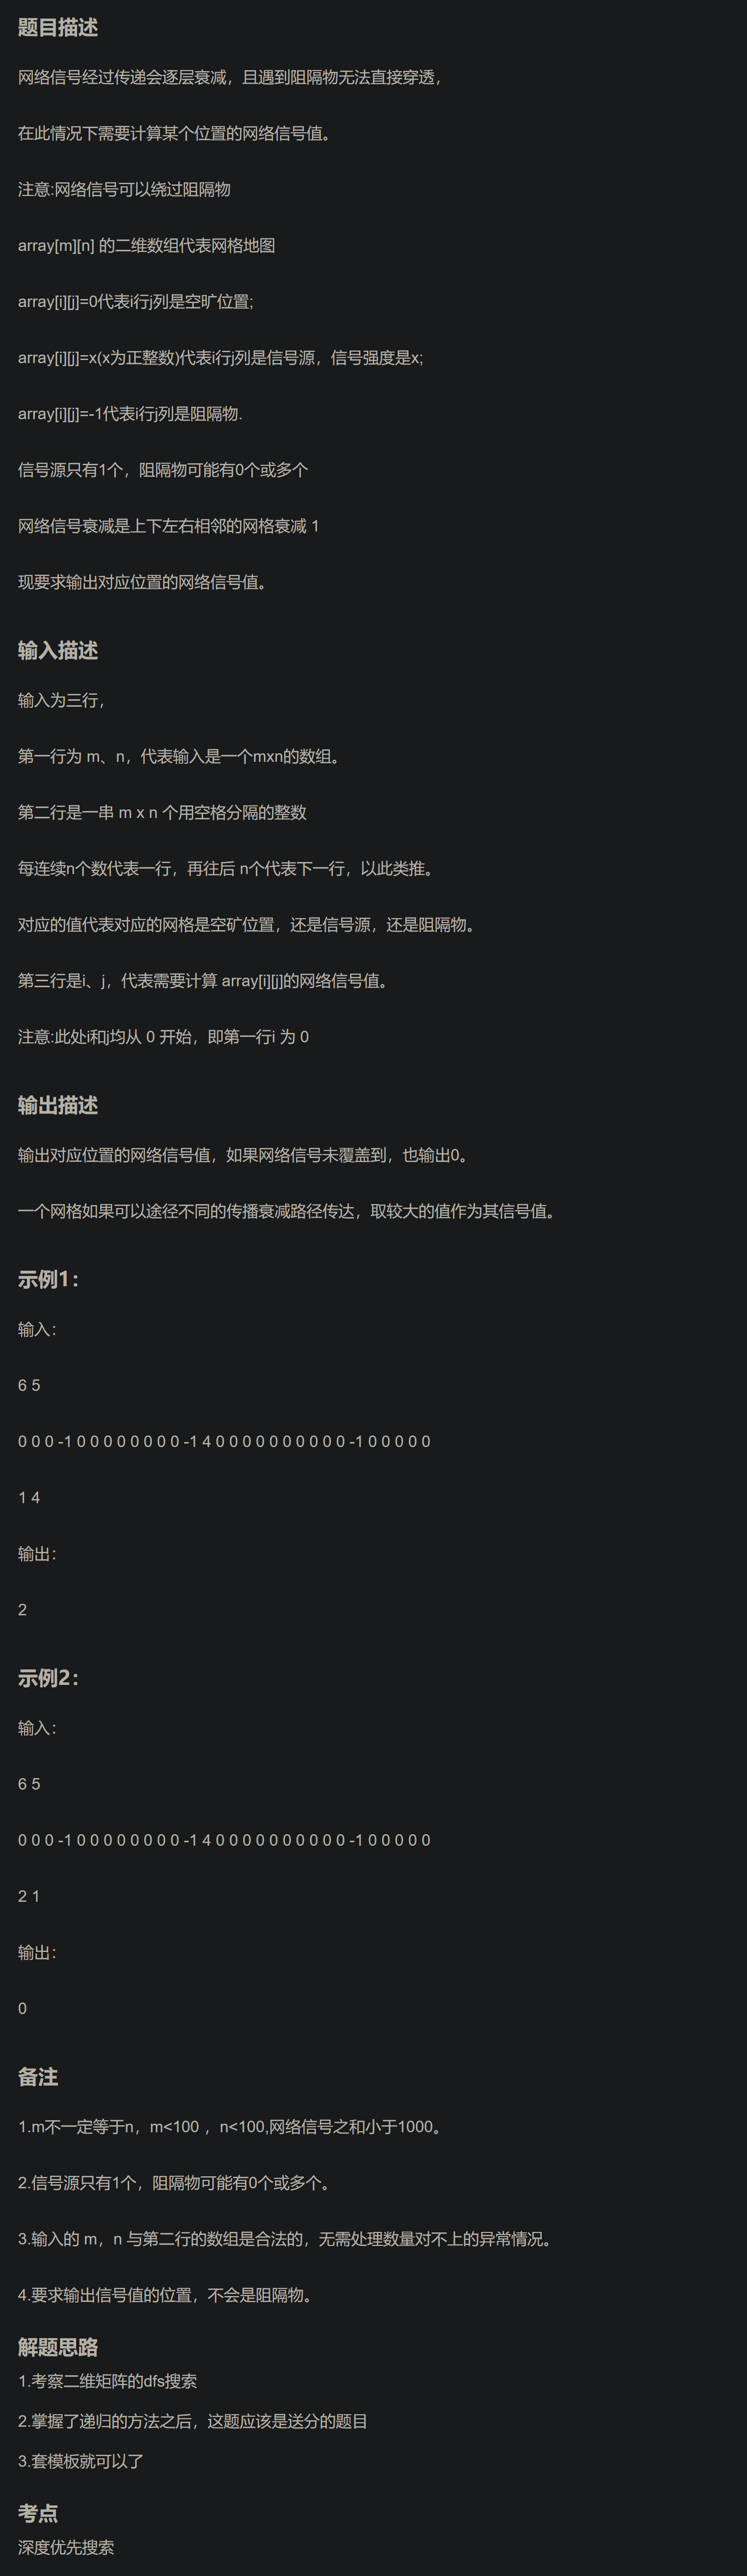 题目描述
网络信号经过传递会逐层衰减，且遇到阻隔物无法直接穿透，
在此情况下需要计算某个位置的网络信号值。
注意:网络信号可以绕过阻隔物
array[m][n] 的二维数组代表网格地图
array[i][j]=0代表i行j列是空旷位置;
array[i][j]=x(x为正整数)代表i行j列是信号源，信号强度是x;
array[i][j]=-1代表i行j列是阻隔物.
信号源只有1个，阻隔物可能有0个或多个
网络信号衰减是上下左右相邻的网格衰减 1
现要求输出对应位置的网络信号值。
输入描述
输入为三行，
第一行为 m、n，代表输入是一个mxn的数组。
第二行是一串 m x n 个用空格分隔的整数
每连续n个数代表一行，再往后 n个代表下一行，以此类推。
对应的值代表对应的网格是空矿位置，还是信号源，还是阻隔物。
第三行是i、j，代表需要计算 array[i][j]的网络信号值。
注意:此处i和j均从 0 开始，即第一行i 为 0
输出描述
输出对应位置的网络信号值，如果网络信号未覆盖到，也输出0。
一个网格如果可以途径不同的传播衰减路径传达，取较大的值作为其信号值。
示例1：
输入：
6 5
0 0 0 -1 0 0 0 0 0 0 0 0 -1 4 0 0 0 0 0 0 0 0 0 0 -1 0 0 0 0 0
1 4
输出：
2
示例2：
输入：
6 5
0 0 0 -1 0 0 0 0 0 0 0 0 -1 4 0 0 0 0 0 0 0 0 0 0 -1 0 0 0 0 0
2 1
输出：
0
备注
1.m不一定等于n，m<100 ，n<100,网络信号之和小于1000。
2.信号源只有1个，阻隔物可能有0个或多个。
3.输入的 m，n 与第二行的数组是合法的，无需处理数量对不上的异常情况。
4.要求输出信号值的位置，不会是阻隔物。
解题思路
1.考察二维矩阵的dfs搜索
2.掌握了递归的方法之后，这题应该是送分的题目
3.套模板就可以了
考点
深度优先搜索